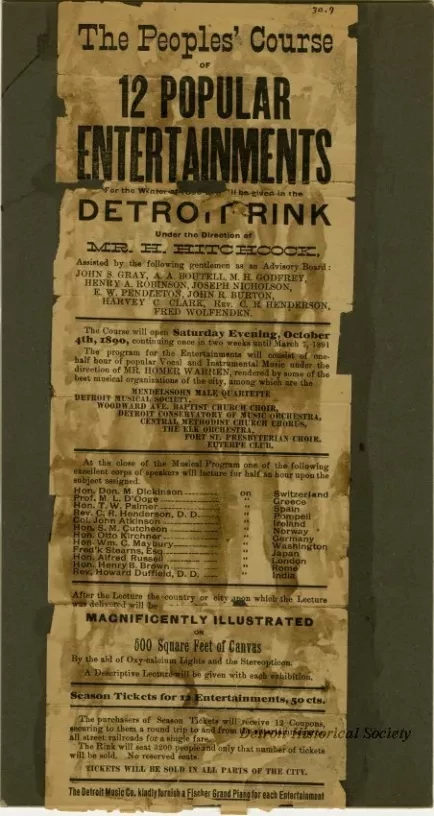 30.9
The Peoples' Course
OF
12 POPULAR
ENTERTAINMENTS
For the Winter be given in the
DETROIT RINK
Under the Direction of
MR. H. HITCHCOCK,
Assisted by the following gentlemen as an Advisory Board:
JOHN S. GRAY, A. A. BOUTELL, M. H. GODFREY,
HENRY A. ROBINSON, JOSEPH NICHOLSON,
E. W. PENDLETON, JOHN R. BURTON,
HARVEY C. CLARK, REV. C. R. HENDERSON,
FRED WOLFENDEN.
The Course will open Saturday Evening, October
4th, 1890, continuing once in two weeks until March 7, 1891
The program for the Entertainments will consist of one-
half hour of popular Vocal and Instrumental Music under the
direction of MR. HOMER WARREN, rendered by some of the
best musical organizations of the city, among which are the
MENDELSSOHN MALE QUARTETTE
DETROIT MUSICAL SOCIETY,
WOODWARD AVE. BAPTIST CHURCH CHOIR,
DETROIT CONSERVATORY OF MUSIC ORCHESTRA,
CENTRAL METHODIST CHURCH CHORUS,
THE ELK ORCHESTRA,
FORT ST. PRESBYTERIAN CHOIR,
EUTERPE CLUB.
At the close of the Musical Program one of the following
excellent corps of speakers will lecture for half an hour upon the
subject assigned.
Hon. Don. M. Dickinson on Switzerland
Prof. M. L. D'Ooge " Greece
Hon. T. W. Palmer " Spain
Rev. C. R. Henderson, D. D. " Pompeii
Col. John Atkinson " Ireland
Hon. S. M. Cutcheon " Norway
Hon. Otto Kirchner " Germany
Hon. Wm. C. Maybury " Washington
Fred'k Stearns, Esq " Japan
Hon. Alfred Russell " London
Hon. Henry B. Brown " Rome
Rev. Howard Duffield, D. D. " India
After the Lecture the country or city upon which the Lecture
was delivered will be
MAGNIFICENTLY ILLUSTRATED
ON
500 Square Feet of Canvas
By the aid of Oxy-calcium Lights and the Stereopticon.
A Descriptive Lecture will be given with each exhibition.
Season Tickets for 12 Entertainments, 50 cts.
The purchasers of Season Tickets will receive 12 Coupons,
securing to them a round trip to and from the
all street railroads for a single fare.
The Rink will seat people and only that number of tickets
will be sold. No reserved seats.
TICKETS WILL BE SOLD IN ALL PARTS OF THE CITY.
The Detroit Music Co. kindly furnish a Fischer Grand Piano for each Entertainment
Detroit Historical Society